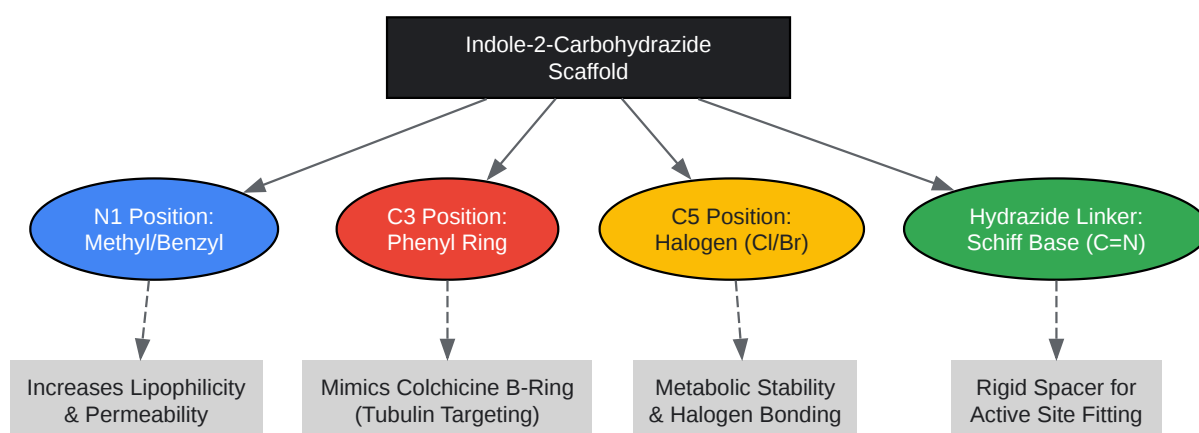 Indole-2-Carbohydrazide
Scaffold
N1 Position:
Methyl/Benzyl
C3 Position:
Phenyl Ring
C5 Position:
Halogen (Cl/Br)
Hydrazide Linker:
Schiff Base (C=N)
Increases Lipophilicity
& Permeability
Mimics Colchicine B-Ring
(Tubulin Targeting)
Metabolic Stability
& Halogen Bonding
Rigid Spacer for
Active Site Fitting